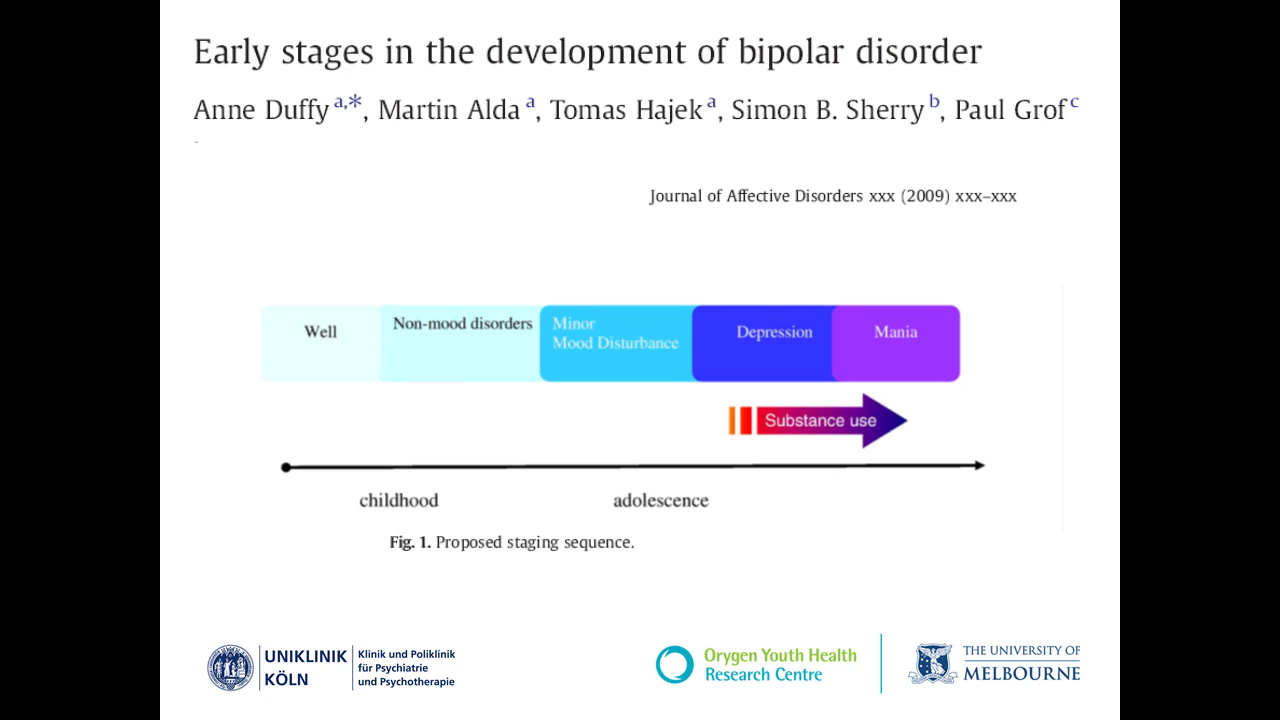 Early stages in the development of bipolar disorder
Anne Duffy a,*, Martin Alda a, Tomas Hajek a, Simon B. Sherry b, Paul Grof c
Journal of Affective Disorders xxx (2009) xxx–xxx
Well
Non-mood disorders
Minor
Mood Disturbance
Depression
Mania
Substance use
childhood
adolescence
Fig. 1. Proposed staging sequence.
UNIKLINIK
KÖLN
Klinik und Poliklinik
für Psychiatrie
und Psychotherapie
Orygen Youth Health
Research Centre
THE UNIVERSITY OF
MELBOURNE